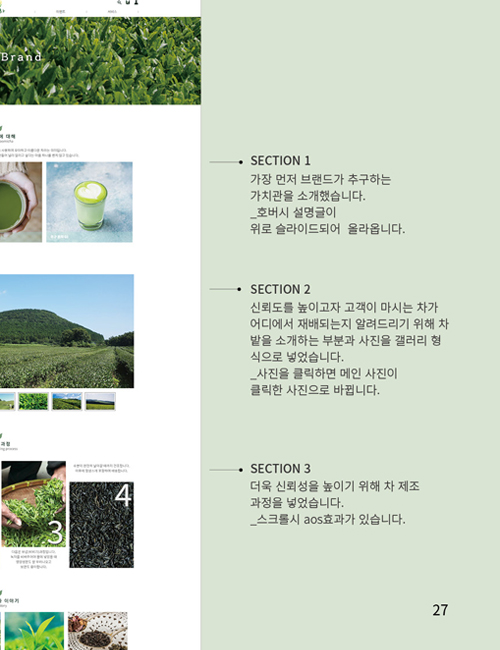 Brand
SECTION 1
가장 먼저 브랜드가 추구하는
가치관을 소개했습니다.
_호버시 설명글이
위로 슬라이드되어 올라옵니다.
SECTION 2
신뢰도를 높이고자 고객이 마시는 차가
어디에서 재배되는지 알려드리기 위해 차
밭을 소개하는 부분과 사진을 갤러리 형
식으로 넣었습니다.
_사진을 클릭하면 메인 사진이
클릭한 사진으로 바뀝니다.
SECTION 3
더욱 신뢰성을 높이기 위해 차 제조
과정을 넣었습니다.
_스크롤시 aos효과가 있습니다.
3
4
이야기
27